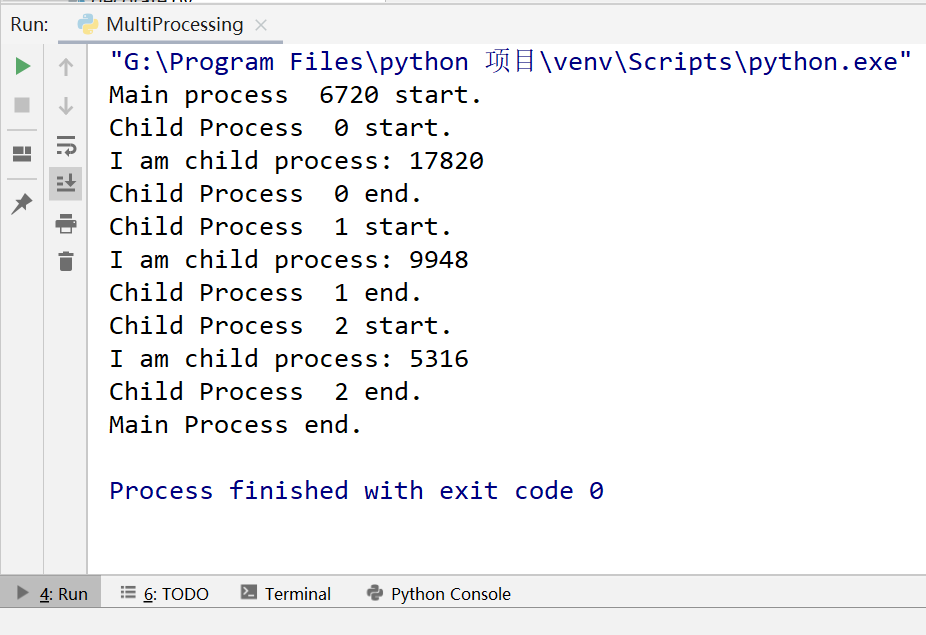 Run: MultiProcessing
"G:\Program Files\python 项目\venv\Scripts\python.exe"
Main process  6720 start.
Child Process  0 start.
I am child process: 17820
Child Process  0 end.
Child Process  1 start.
I am child process: 9948
Child Process  1 end.
Child Process  2 start.
I am child process: 5316
Child Process  2 end.
Main Process end.
Process finished with exit code 0
4: Run 6: TODO Terminal Python Console